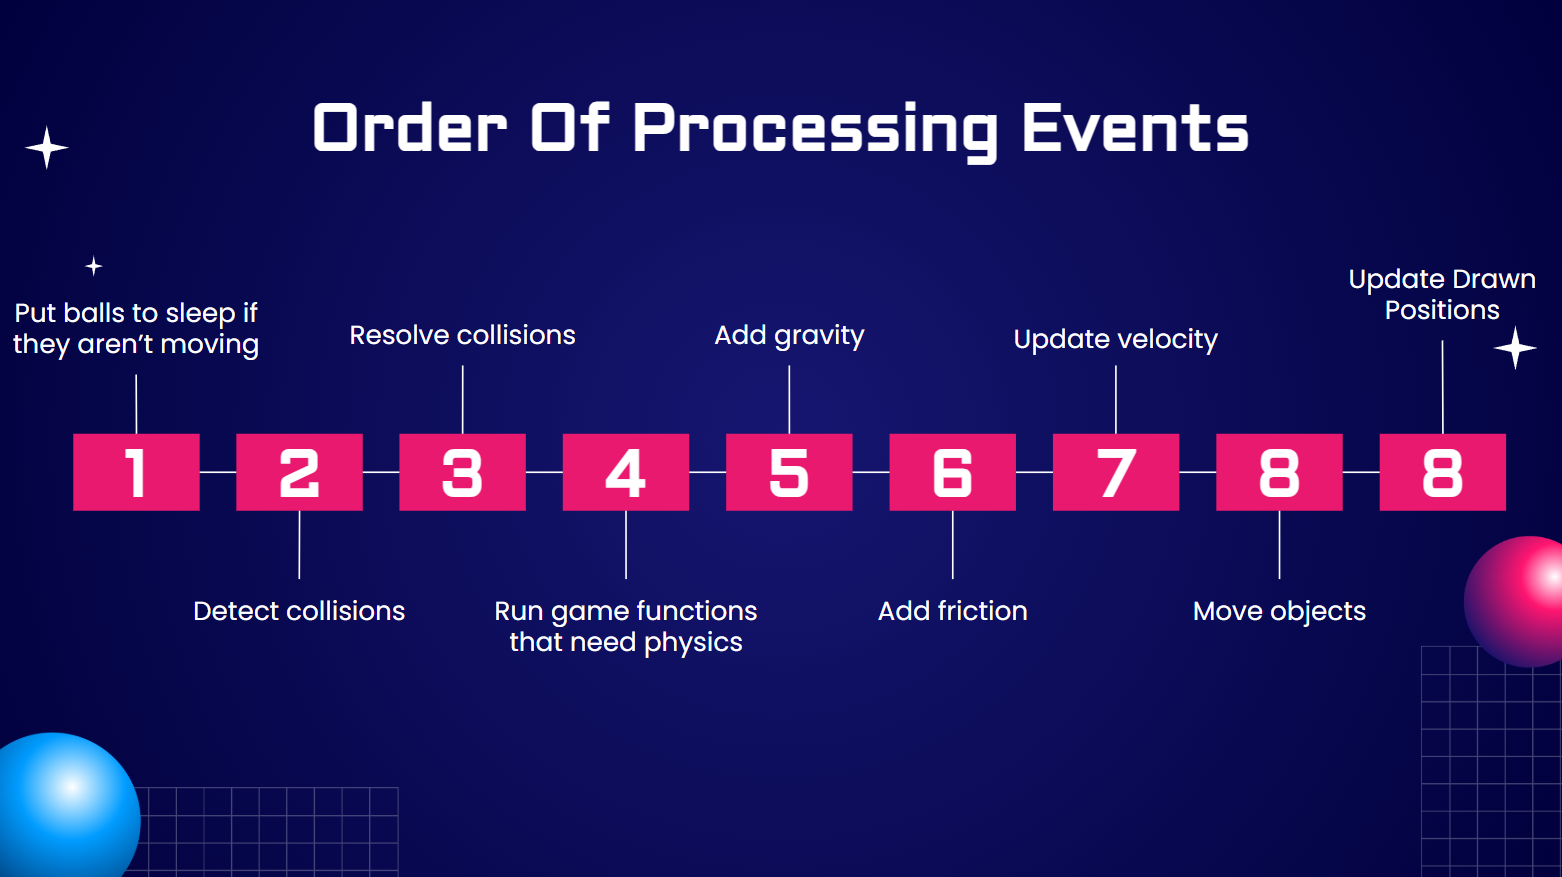 Order Of Processing Events
Put balls to sleep if
they aren't moving
Resolve collisions
Add gravity
Update velocity
Update Drawn
Positions
1 2 3 4 5 6 7 8 8
Detect collisions
Run game functions
that need physics
Add friction
Move objects